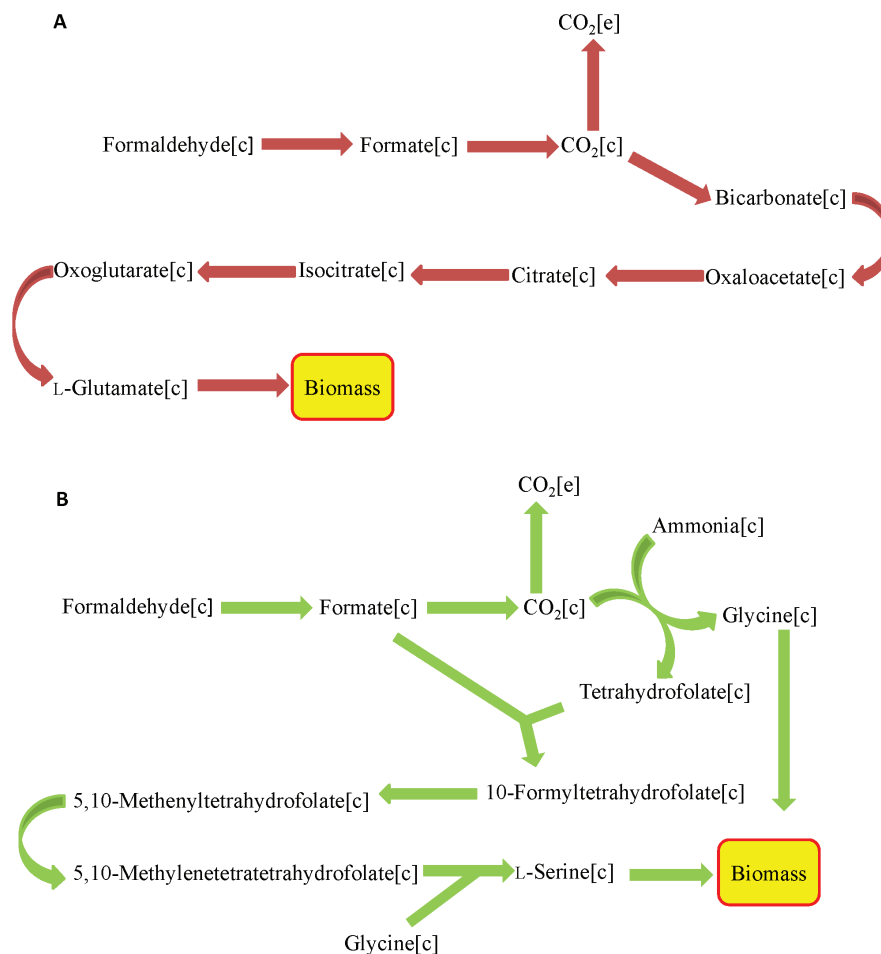 A
CO₂[e]
Formaldehyde[c] Formate[c] CO₂[c]
Bicarbonate[c]
Oxoglutarate[c] Isocitrate[c] Citrate[c] Oxaloacetate[c]
L-Glutamate[c] Biomass
B
CO₂[e]
Ammonia[c]
Formaldehyde[c] Formate[c] CO₂[c] Glycine[c]
Tetrahydrofolate[c]
5,10-Methenyltetrahydrofolate[c] 10-Formyltetrahydrofolate[c]
5,10-Methylenetetratetrahydrofolate[c] L-Serine[c] Biomass
Glycine[c]